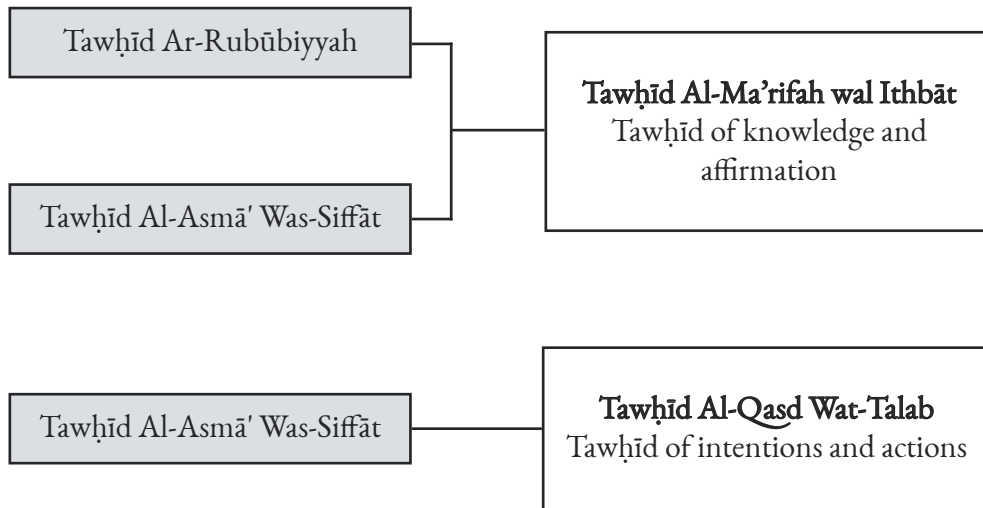 Tawḥīd Ar-Rubūbiyyah
Tawḥīd Al-Ma’rifah wal Ithbāt
Tawḥīd of knowledge and
affirmation
Tawḥīd Al-Asmā' Was-Siffāt
Tawḥīd Al-Asmā' Was-Siffāt
Tawḥīd Al-Qasd Wat-Talab
Tawḥīd of intentions and actions